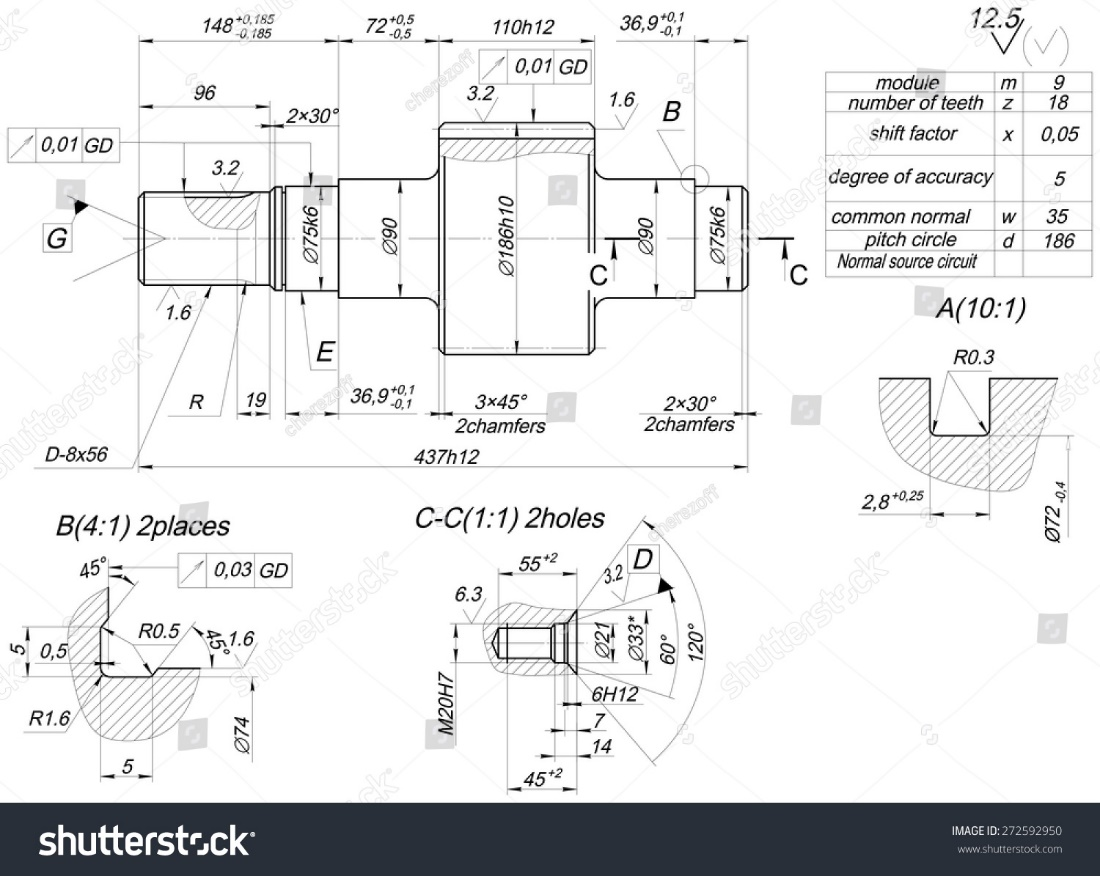 148 +0,185 -0.185
72 +0,5 -0,5
110h12
36,9 +0,1 -0,1
12.5
0,01 GD
96
2×30°
3.2
1.6
B
0,01 GD
3.2
G
Ø75k6
Ø90
Ø186h10
Ø90
Ø75k6
C
C
1.6
E
R
19
36,9 +0,1 -0,1
3×45°
2chamfers
2×30°
2chamfers
D-8x56
437h12
module m 9
number of teeth z 18
shift factor x 0,05
degree of accuracy 5
common normal w 35
pitch circle d 186
Normal source circuit
A(10:1)
R0.3
2,8 +0,25
Ø72 -0,4
B(4:1) 2places
45°
0,03 GD
R0.5
45°
1.6
5
0,5
R1.6
Ø74
5
C-C(1:1) 2holes
55 +2
D
3.2
6.3
Ø21
Ø33*
60°
120°
M20H7
6H12
7
14
45 +2
cherezoff
cherezoff
cherezoff
shutterstock
shutterstock
shutterstock
shutterstock
shutterstock
IMAGE ID: 272592950
www.shutterstock.com